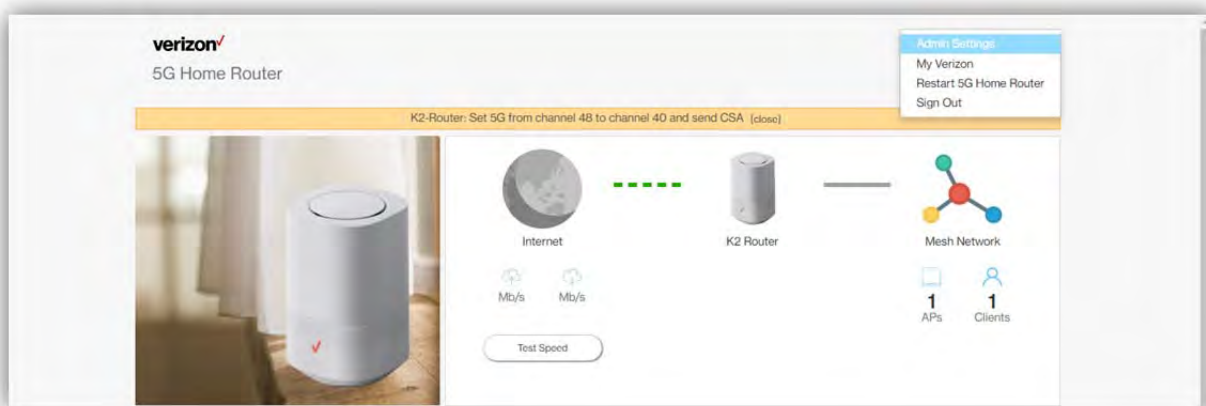 verizon
5G Home Router
Admin Settings
My Verizon
Restart 5G Home Router
Sign Out
K2-Router: Set 5G from channel 48 to channel 40 and send CSA [close]
Internet
K2 Router
Mesh Network
Mb/s
Mb/s
1
APs
1
Clients
Test Speed